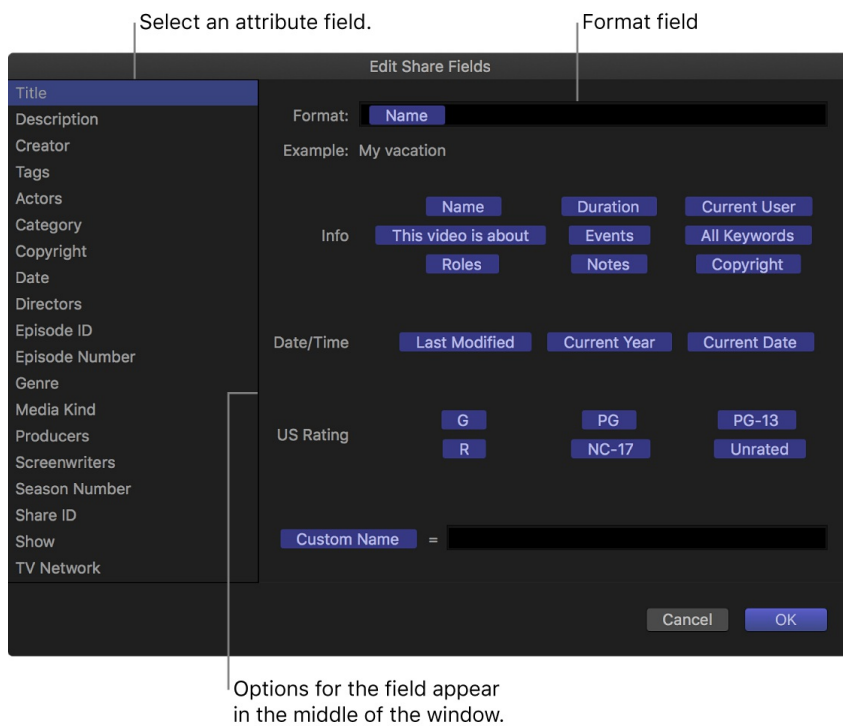 Select an attribute field.
Format field
Edit Share Fields
Title
Description
Creator
Tags
Actors
Category
Copyright
Date
Directors
Episode ID
Episode Number
Genre
Media Kind
Producers
Screenwriters
Season Number
Share ID
Show
TV Network
Format: Name
Example: My vacation
Info
Name Duration Current User
This video is about Events All Keywords
Roles Notes Copyright
Date/Time Last Modified Current Year Current Date
US Rating
G PG PG-13
R NC-17 Unrated
Custom Name =
Cancel OK
Options for the field appear
in the middle of the window.